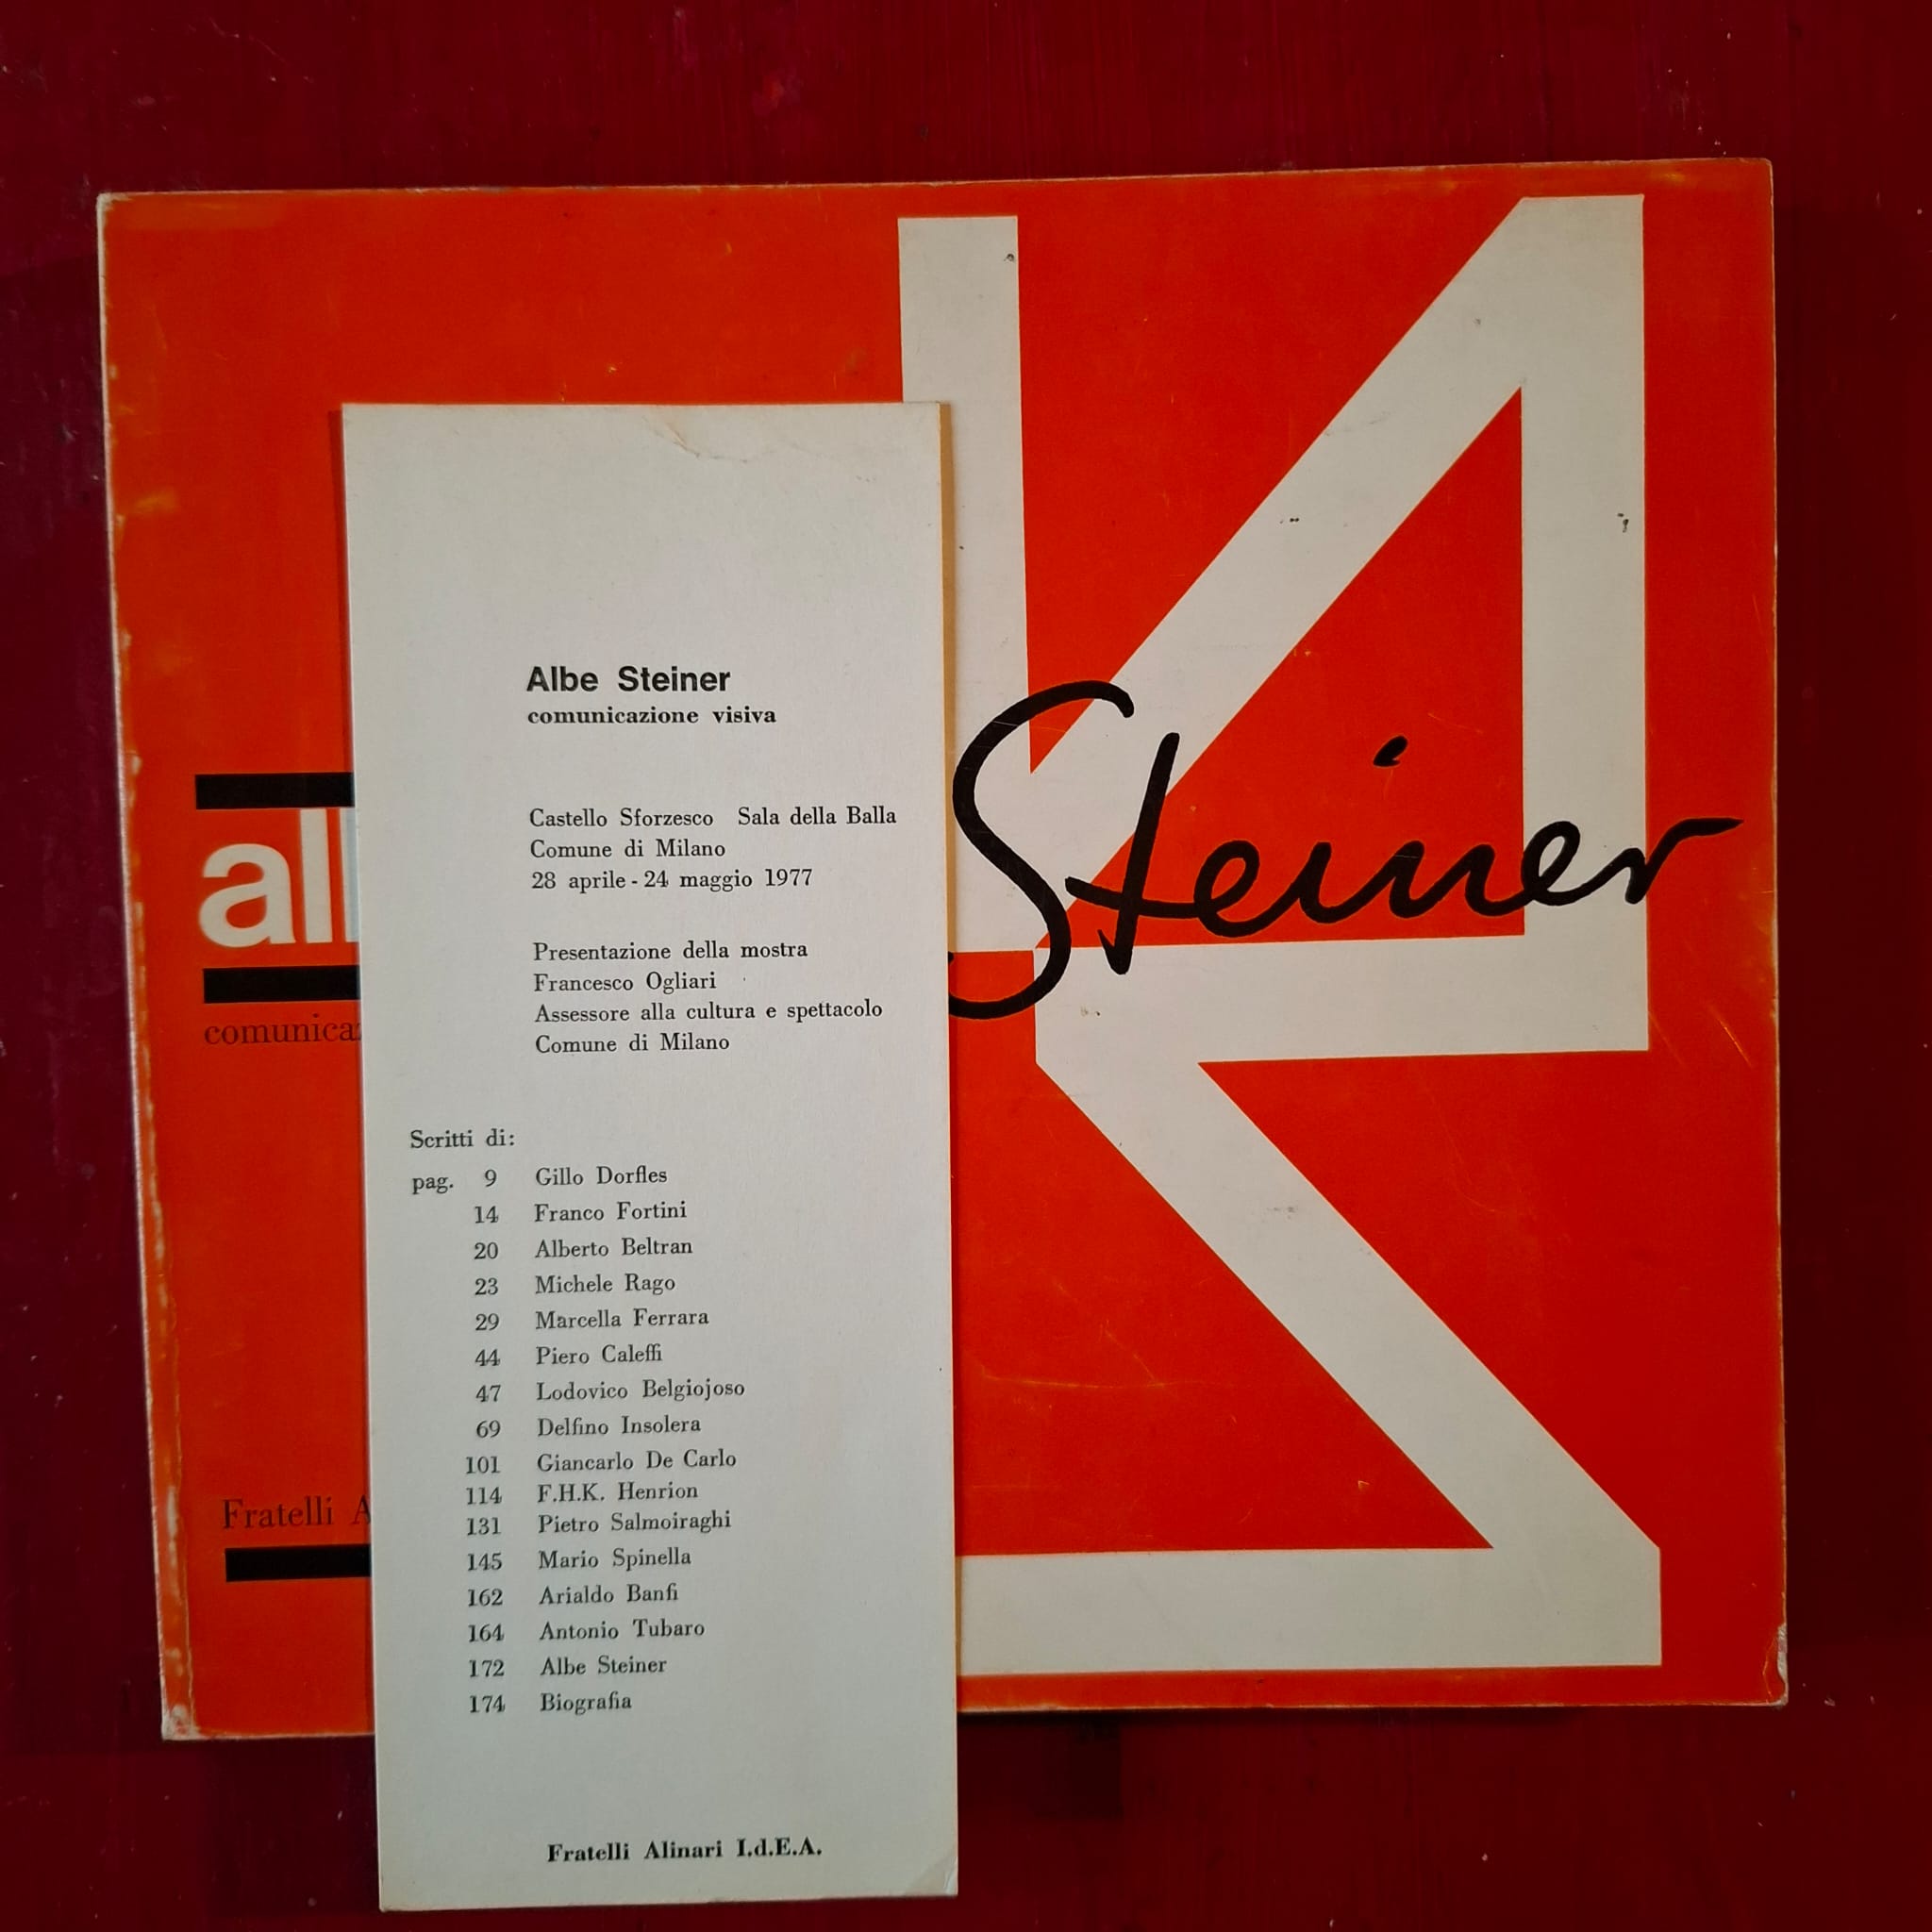 Albe Steiner
comunicazione visiva
Castello Sforzesco Sala della Balla
Comune di Milano
28 aprile - 24 maggio 1977
Presentazione della mostra
Francesco Ogliari
Assessore alla cultura e spettacolo
Comune di Milano
Scritti di:
pag. 9 Gillo Dorfles
14 Franco Fortini
20 Alberto Beltran
23 Michele Rago
29 Marcella Ferrara
44 Piero Caleffi
47 Lodovico Belgiojoso
69 Delfino Insolera
101 Giancarlo De Carlo
114 F.H.K. Henrion
131 Pietro Salmoiraghi
145 Mario Spinella
162 Arialdo Banfi
164 Antonio Tubaro
172 Albe Steiner
174 Biografia
Fratelli Alinari I.d.E.A.
Steiner
Fratelli A